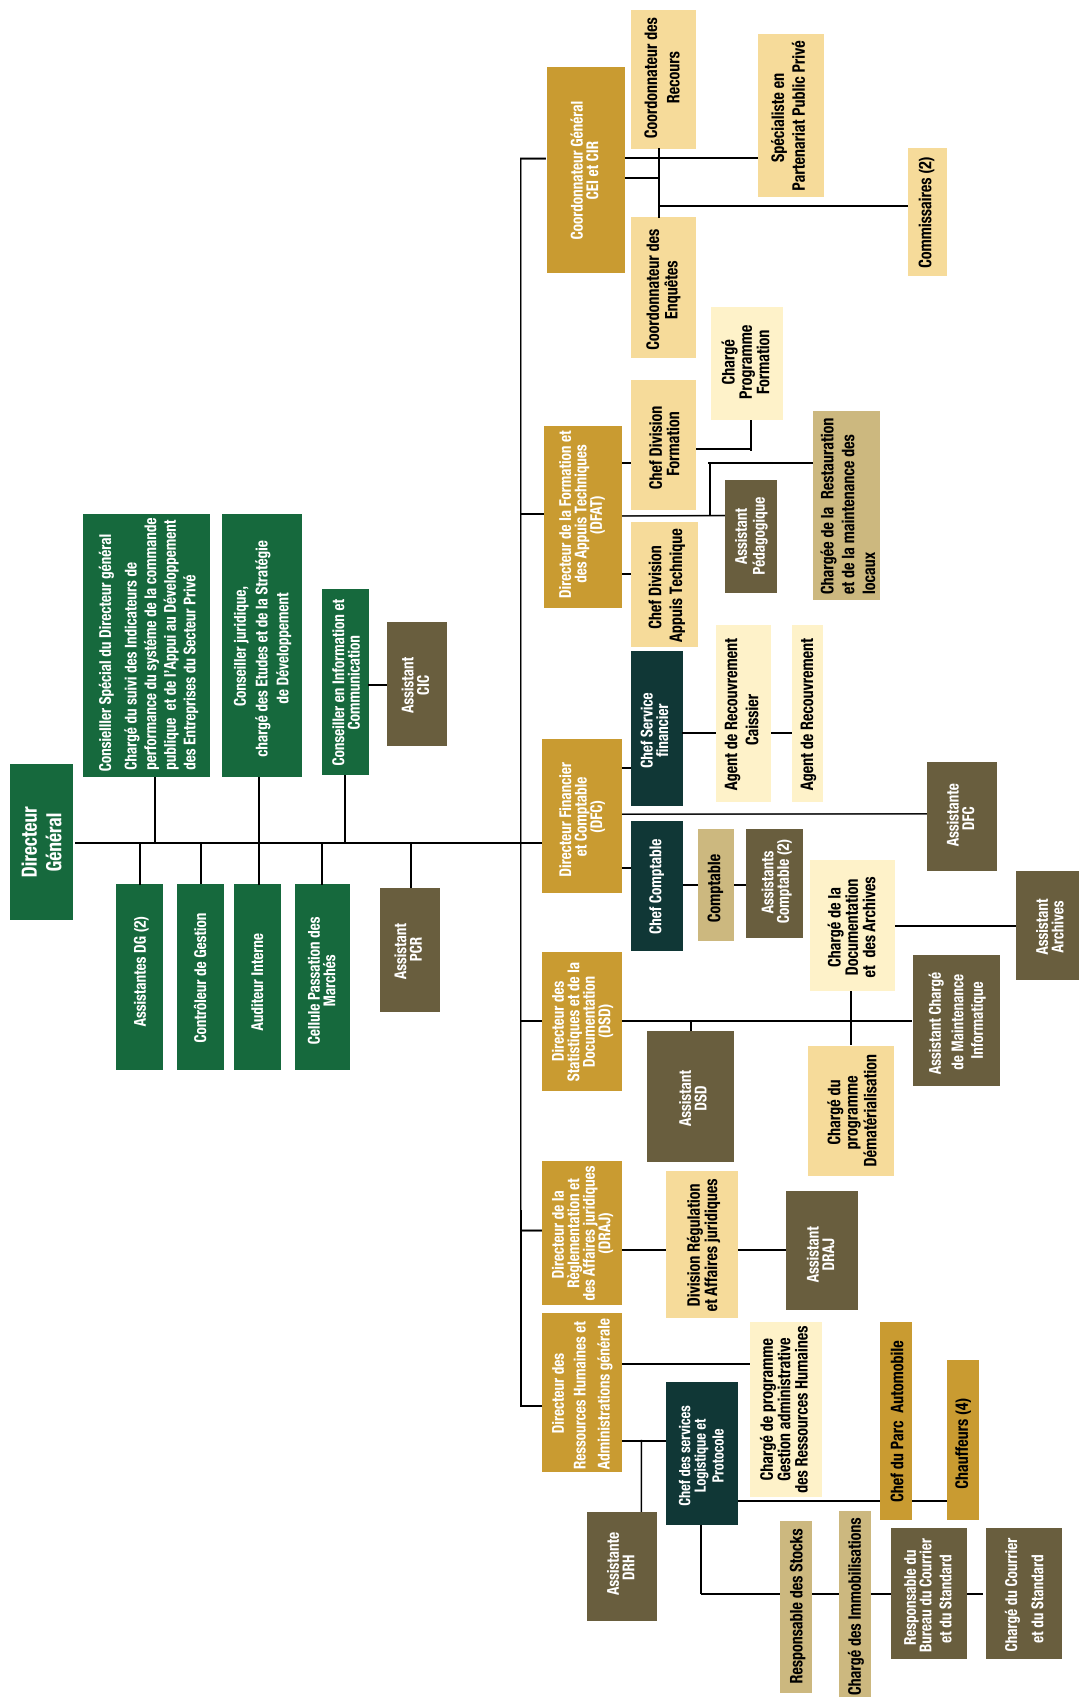 Directeur
Général
Consielller Spécial du Directeur général
Chargé du suivi des Indicateurs de
performance du système de la commande
publique et de l'Appui au Développement
des Entreprises du Secteur Privé
Conseiller juridique,
chargé des Etudes et de la Stratégie
de Développement
Conseiller en Information et
Communication
Assistant
CIC
Assistantes DG (2)
Contrôleur de Gestion
Auditeur Interne
Cellule Passation des
Marchés
Assistant
PCR
Directeur des
Ressources Humaines et
Administrations générale
Assistante
DRH
Chef des services
Logistique et
Protocole
Chargé de programme
Gestion administrative
des Ressources Humaines
Responsable des Stocks
Chargé des Immobilisations
Responsable du
Bureau du Courrier
et du Standard
Chargé du Courrier
et du Standard
Chef du Parc Automobile
Chauffeurs (4)
Directeur de la
Règlementation et
des Affaires juridiques
(DRAJ)
Division Régulation
et Affaires juridiques
Assistant
DRAJ
Directeur des
Statistiques et de la
Documentation
(DSD)
Assistant
DSD
Chargé du
programme
Dématérialisation
Chargé de la
Documentation
et des Archives
Assistant Chargé
de Maintenance
Informatique
Assistant
Archives
Directeur Financier
et Comptable
(DFC)
Chef Comptable
Comptable
Assistants
Comptable (2)
Chef Service
financier
Agent de Recouvrement
Caissier
Agent de Recouvrement
Assistante
DFC
Directeur de la Formation et
des Appuis Techniques
(DFAT)
Chef Division
Appuis Technique
Chef Division
Formation
Chargé
Programme
Formation
Assistant
Pédagogique
Chargée de la Restauration
et de la maintenance des
locaux
Coordonnateur Général
CEI et CIR
Coordonnateur des
Enquêtes
Coordonnateur des
Recours
Spécialiste en
Partenariat Public Privé
Commissaires (2)